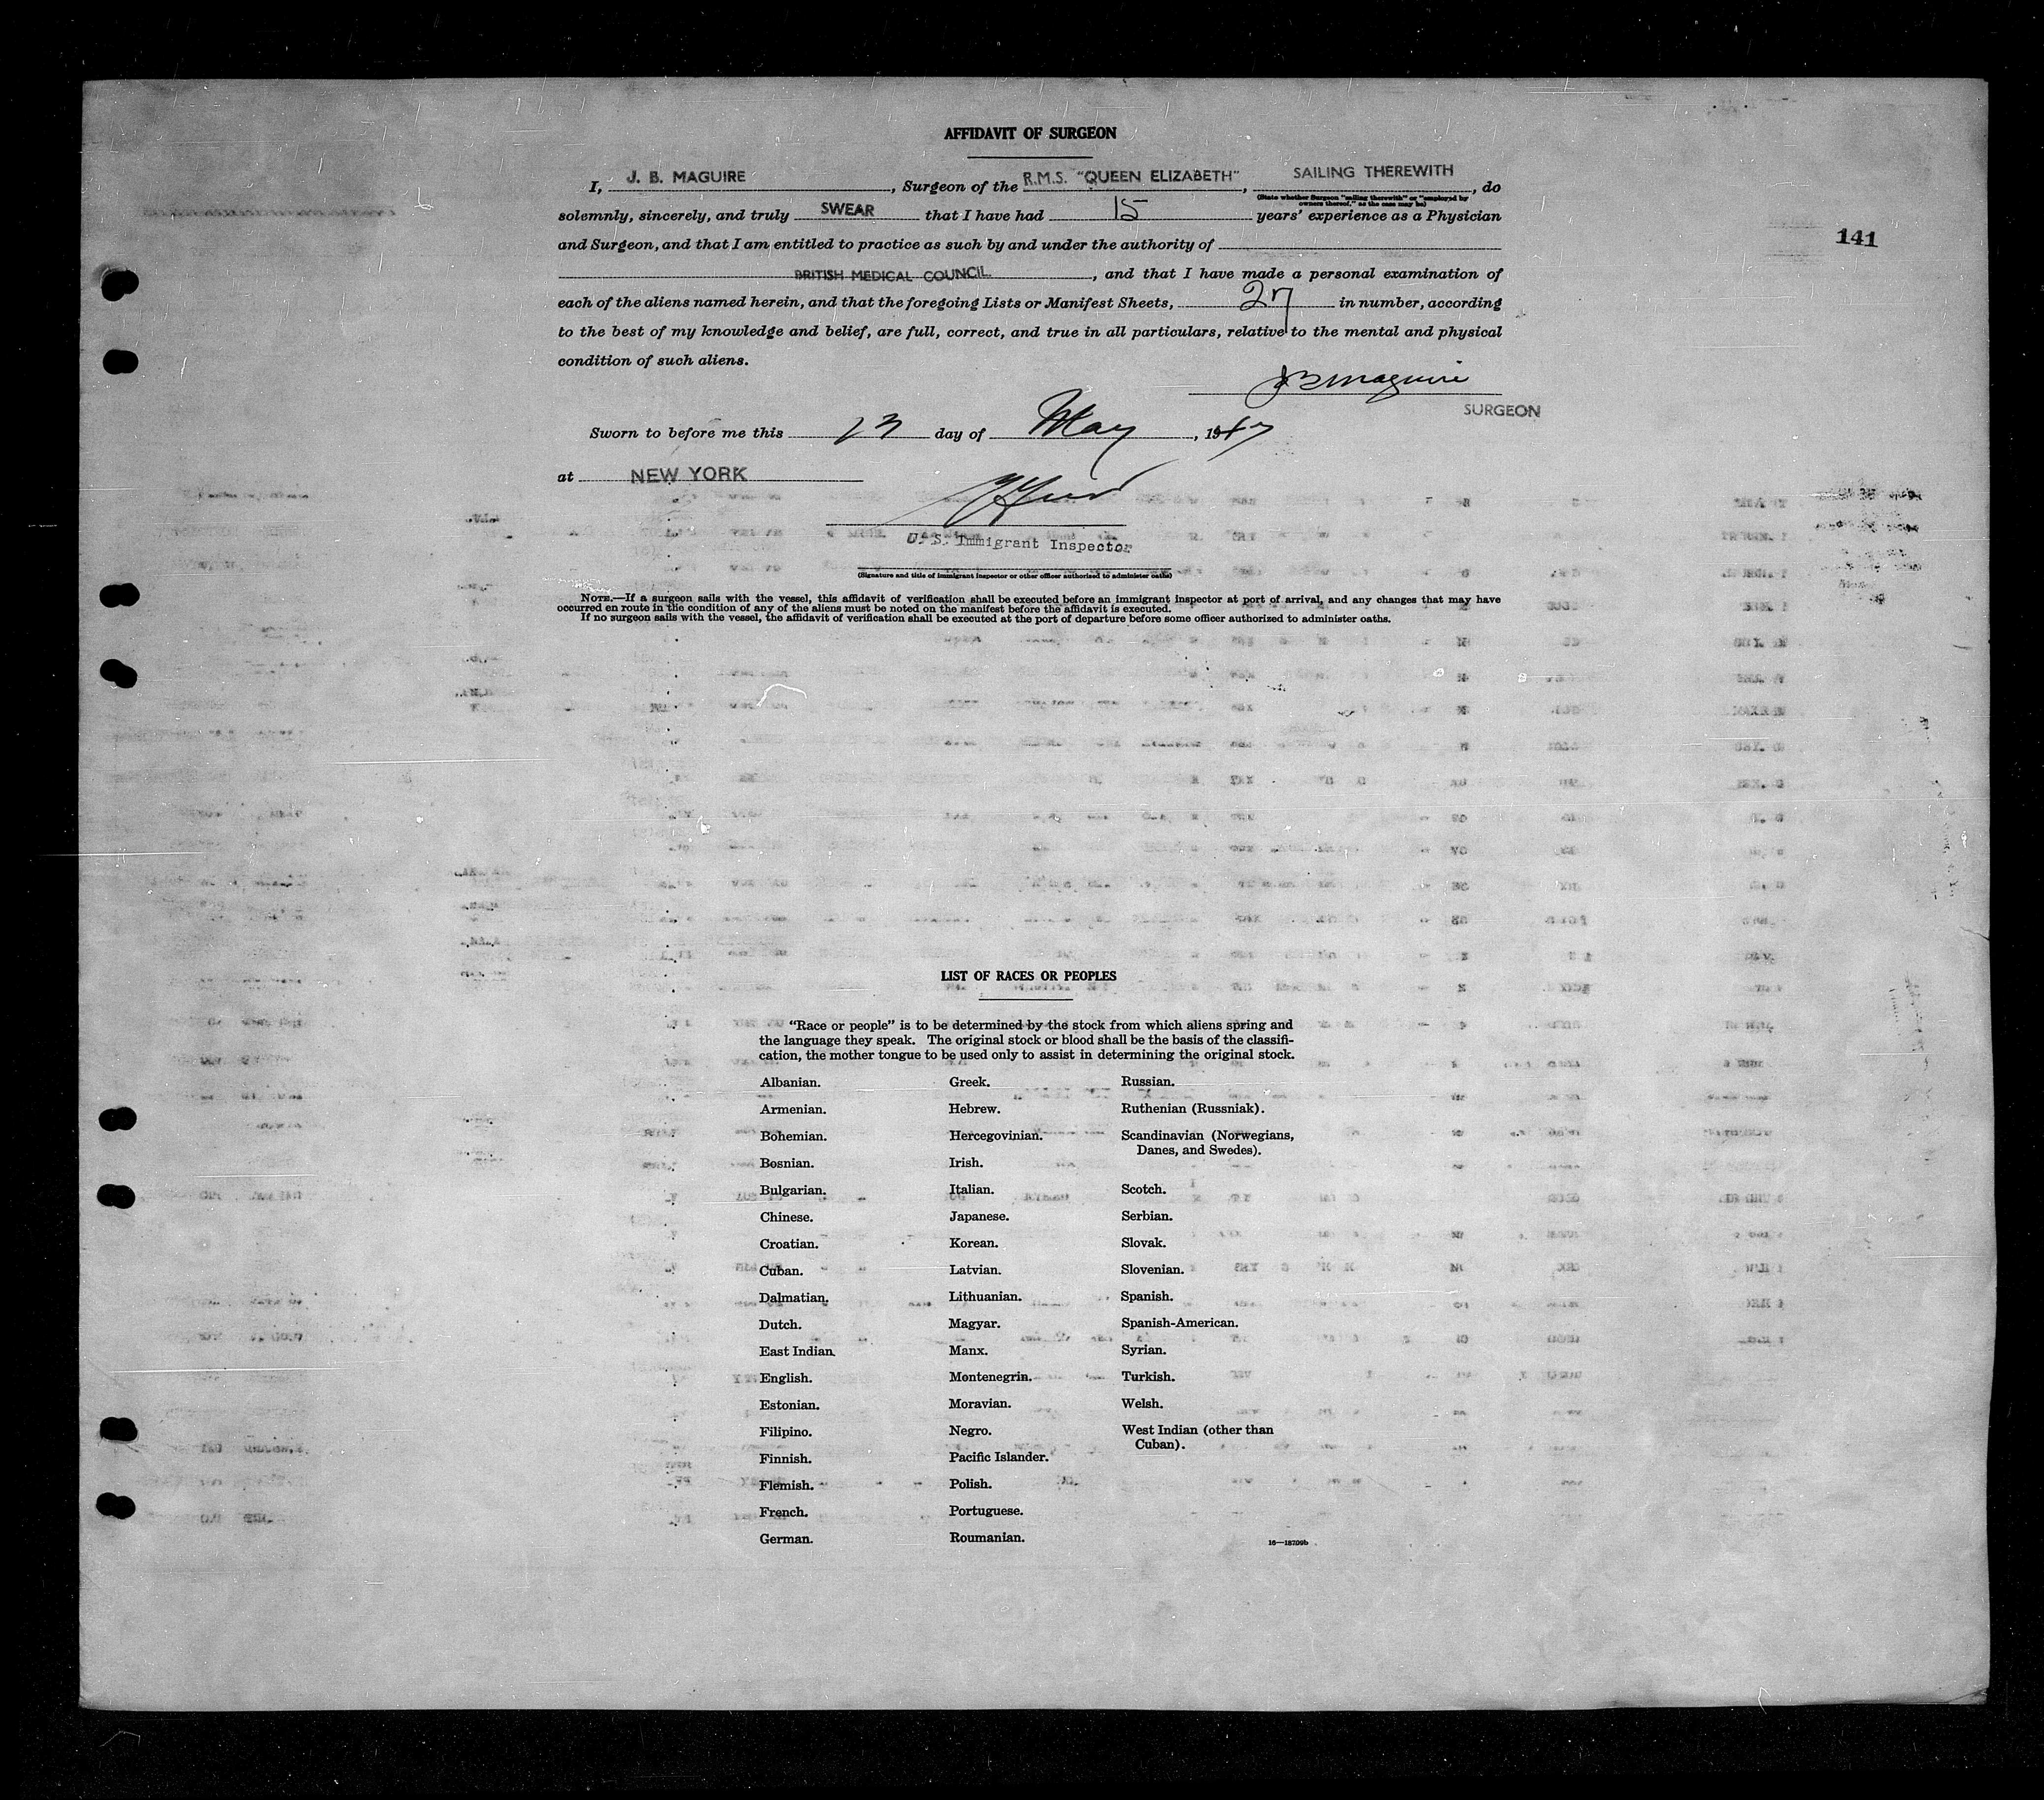 AFFIDAVIT OF SURGEON
I, J. B. MAGUIRE, Surgeon of the R.M.S. "QUEEN ELIZABETH", SAILING THEREWITH, do
(State whether Surgeon "sailing therewith" or "employed by owners thereof," as the case may be)
solemnly, sincerely, and truly SWEAR that I have had 15 years' experience as a Physician
and Surgeon, and that I am entitled to practice as such by and under the authority of
BRITISH MEDICAL COUNCIL, and that I have made a personal examination of
141
each of the aliens named herein, and that the foregoing Lists or Manifest Sheets, 27 in number, according
to the best of my knowledge and belief, are full, correct, and true in all particulars, relative to the mental and physical
condition of such aliens.
JB Maguire
SURGEON
Sworn to before me this 23 day of May, 1947
at NEW YORK
U. S. Immigrant Inspector
(Signature and title of immigrant inspector or other officer authorized to administer oaths)
NOTE.—If a surgeon sails with the vessel, this affidavit of verification shall be executed before an immigrant inspector at port of arrival, and any changes that may have
occurred en route in the condition of any of the aliens must be noted on the manifest before the affidavit is executed.
If no surgeon sails with the vessel, the affidavit of verification shall be executed at the port of departure before some officer authorized to administer oaths.
LIST OF RACES OR PEOPLES
"Race or people" is to be determined by the stock from which aliens spring and
the language they speak. The original stock or blood shall be the basis of the classifi-
cation, the mother tongue to be used only to assist in determining the original stock.
Albanian.
Armenian.
Bohemian.
Bosnian.
Bulgarian.
Chinese.
Croatian.
Cuban.
Dalmatian.
Dutch.
East Indian.
English.
Estonian.
Filipino.
Finnish.
Flemish.
French.
German.
Greek.
Hebrew.
Hercegovinian.
Irish.
Italian.
Japanese.
Korean.
Latvian.
Lithuanian.
Magyar.
Manx.
Montenegrin.
Moravian.
Negro.
Pacific Islander.
Polish.
Portuguese.
Roumanian.
Russian.
Ruthenian (Russniak).
Scandinavian (Norwegians,
Danes, and Swedes).
Scotch.
Serbian.
Slovak.
Slovenian.
Spanish.
Spanish-American.
Syrian.
Turkish.
Welsh.
West Indian (other than
Cuban).
16—18709b